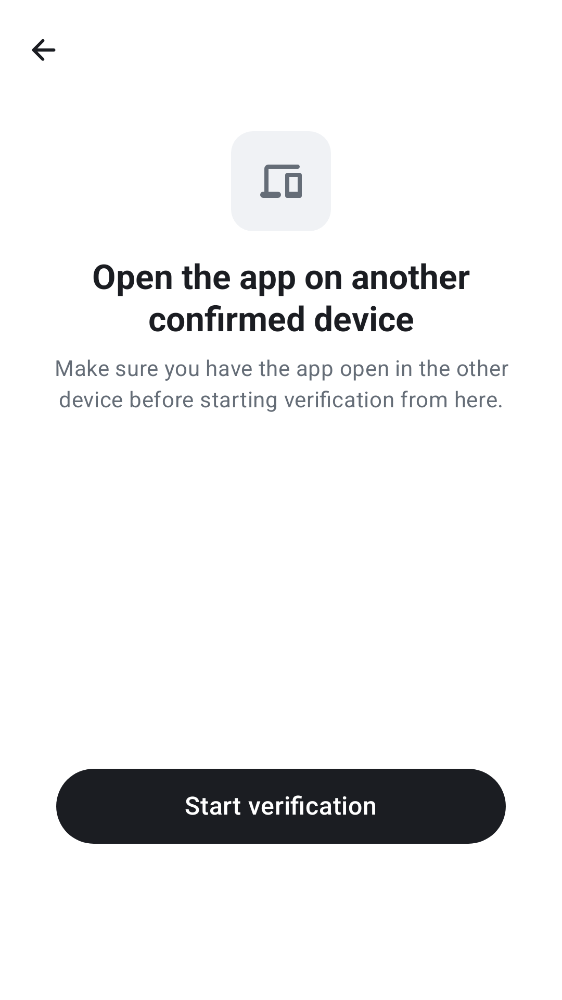 Open the app on another
confirmed device
Make sure you have the app open in the other
device before starting verification from here.
Start verification